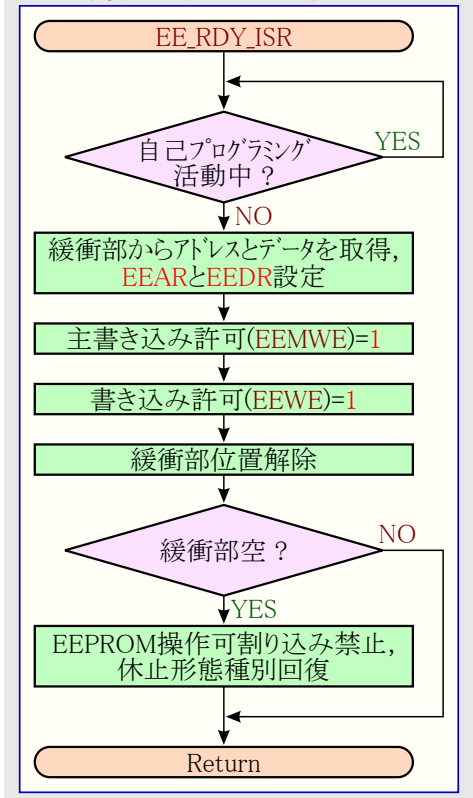 EE_RDY_ISR
自己ﾌﾟﾛｸﾞﾗﾐﾝｸﾞ
活動中 ?
YES
NO
緩衝部からｱﾄﾞﾚｽとﾃﾞｰﾀを取得,
EEARとEEDR設定
主書き込み許可(EEMWE)=1
書き込み許可(EEWE)=1
緩衝部位置解除
緩衝部空 ?
NO
YES
EEPROM操作可割り込み禁止,
休止形態種別回復
Return